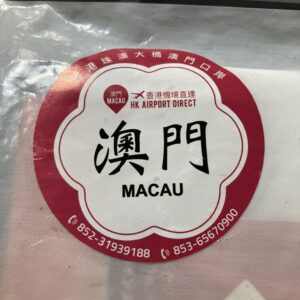 港珠澳大橋澳門口岸
澳門
MACAU
香港機場直達
HK AIRPORT DIRECT
澳門
MACAU
852-31939188
853-65670900